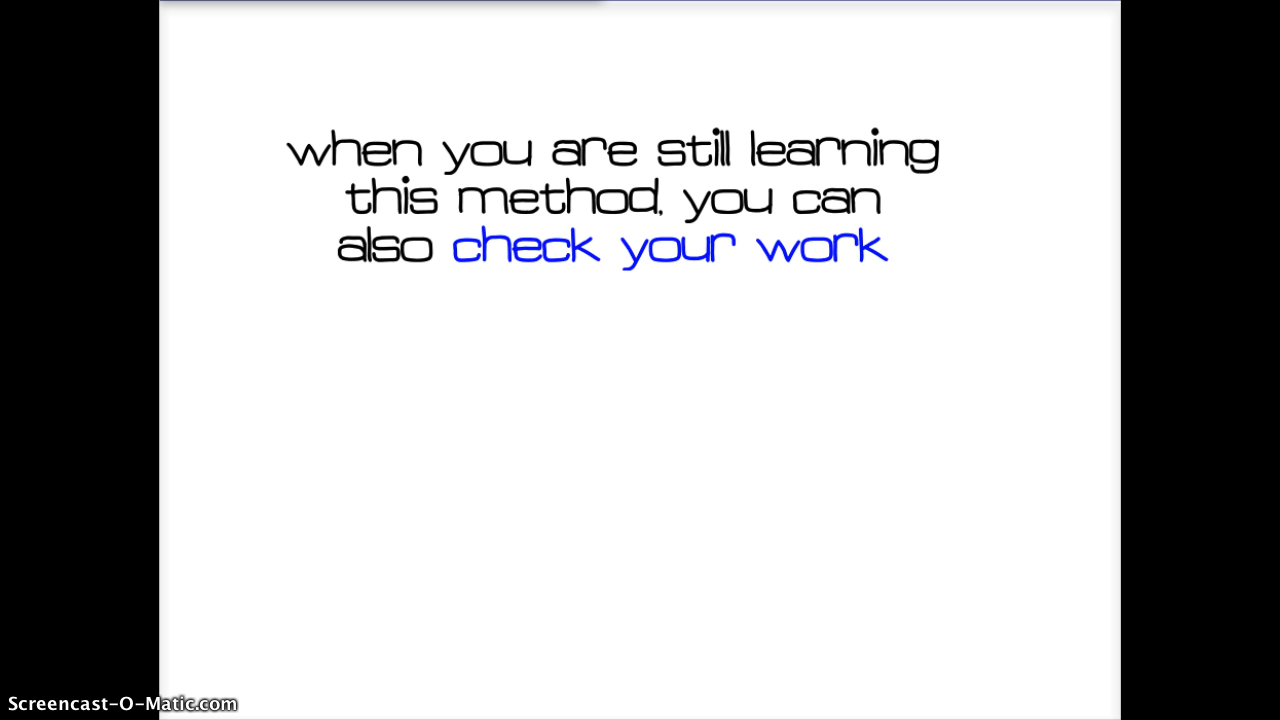 when you are still learning
this method, you can
also check your work
Screencast-O-Matic.com